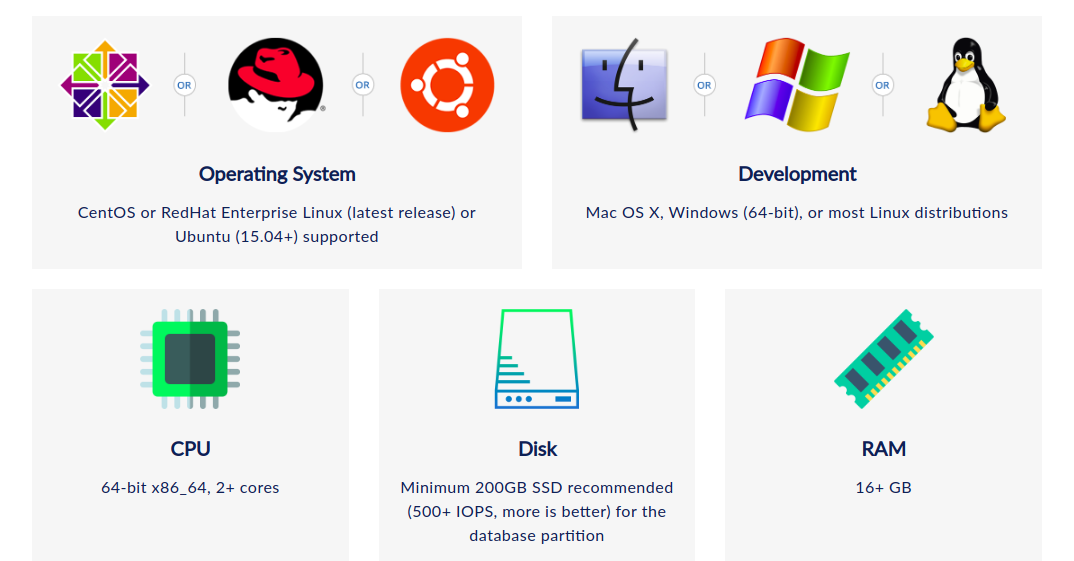 OR
OR
OR
OR
Operating System
CentOS or RedHat Enterprise Linux (latest release) or
Ubuntu (15.04+) supported
Development
Mac OS X, Windows (64-bit), or most Linux distributions
CPU
64-bit x86_64, 2+ cores
Disk
Minimum 200GB SSD recommended
(500+ IOPS, more is better) for the
database partition
RAM
16+ GB